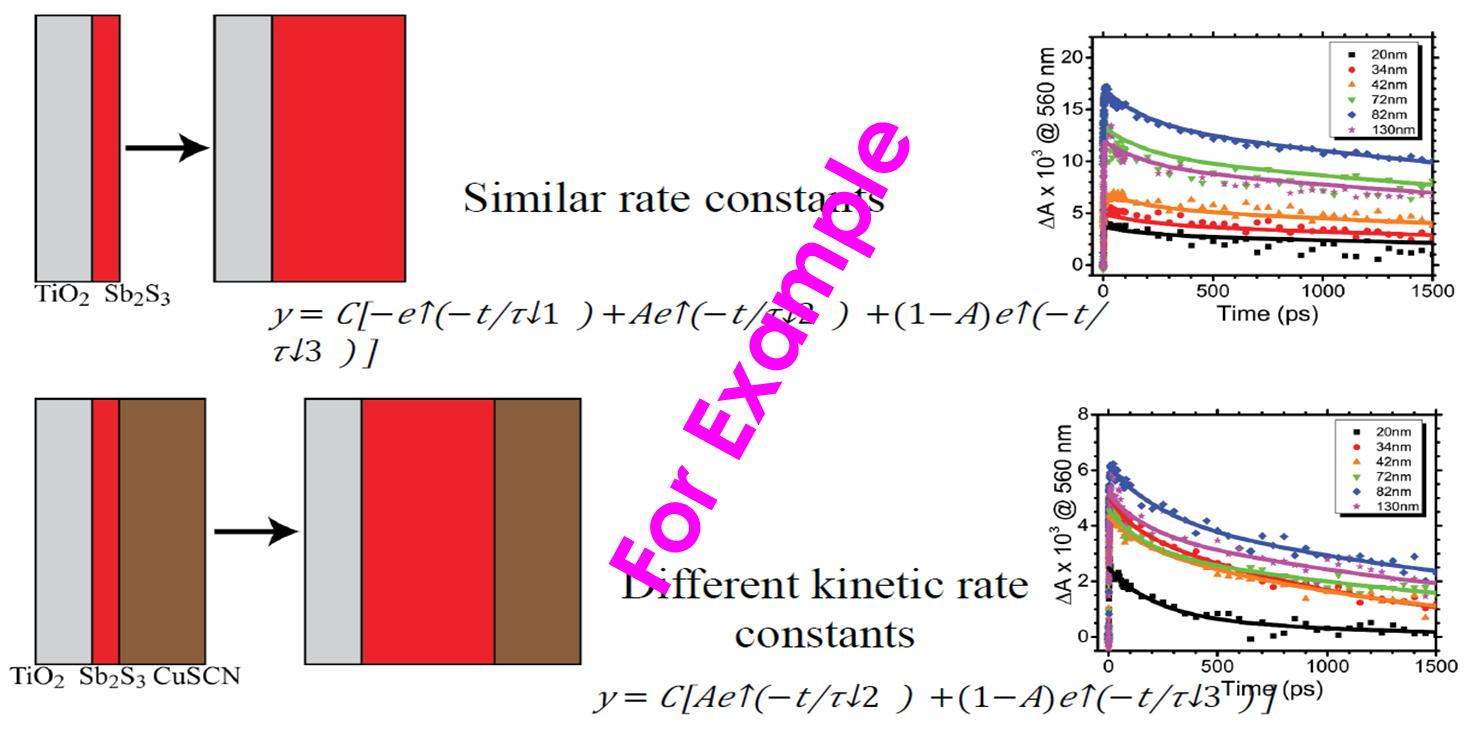 20nm
34nm
42nm
72nm
82nm
130nm
20
15
10
5
0
ΔA x 10³ @ 560 nm
0 500 1000 1500
Time (ps)
Similar rate constants
TiO₂ Sb₂S₃
y = C[−e↑(−t/τ↓1 ) +Ae↑(−t/τ↓2 ) +(1−A)e↑(−t/
τ↓3 ) ]
For Example
8
6
4
2
0
ΔA x 10³ @ 560 nm
20nm
34nm
42nm
72nm
82nm
130nm
0 500 1000 1500
Time (ps)
Different kinetic rate
constants
TiO₂ Sb₂S₃ CuSCN
y = C[Ae↑(−t/τ↓2 ) +(1−A)e↑(−t/τ↓3 ) ]